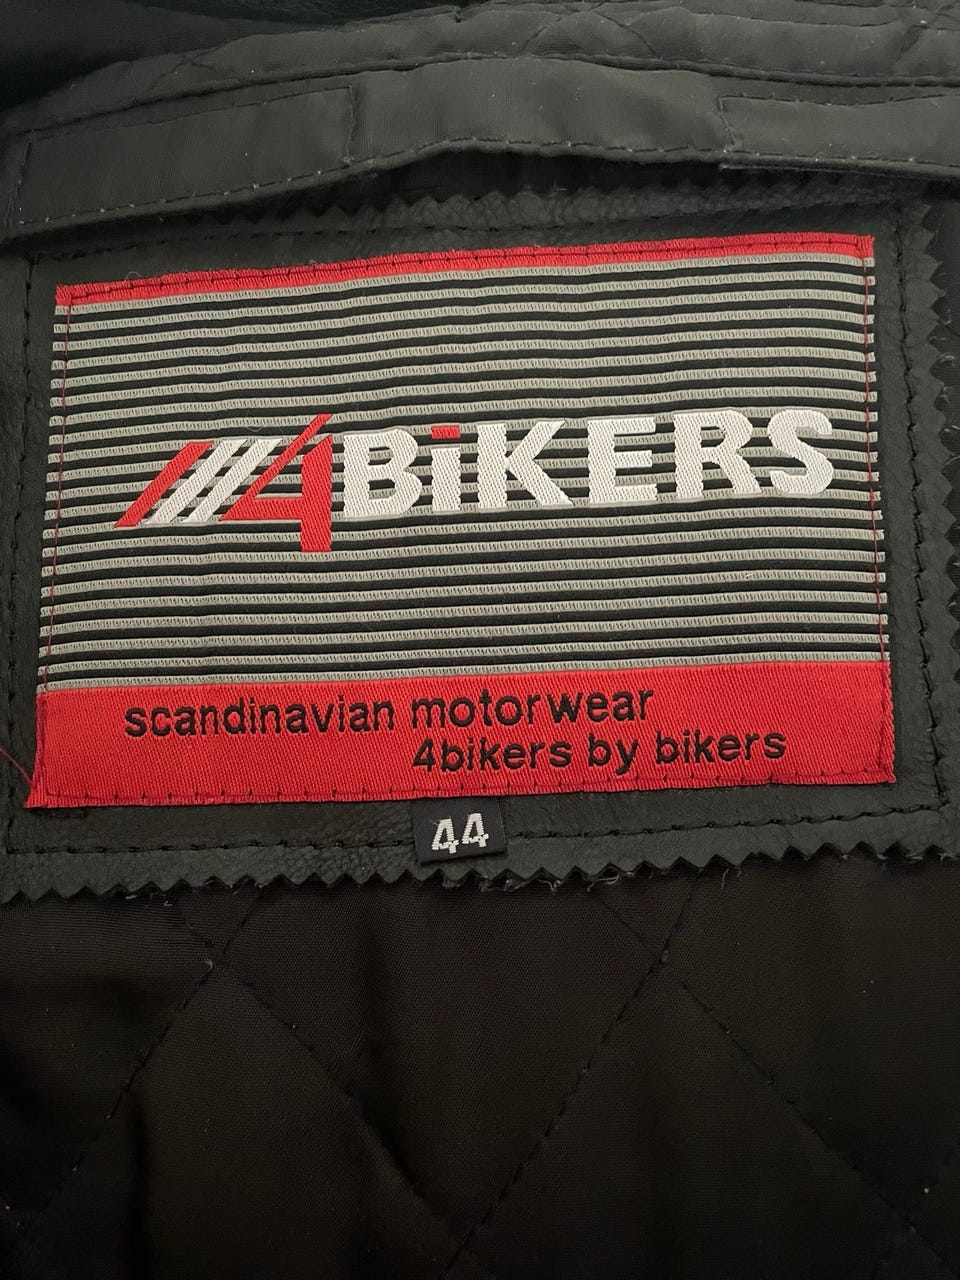 4BiKERS
scandinavian motorwear
4bikers by bikers
44